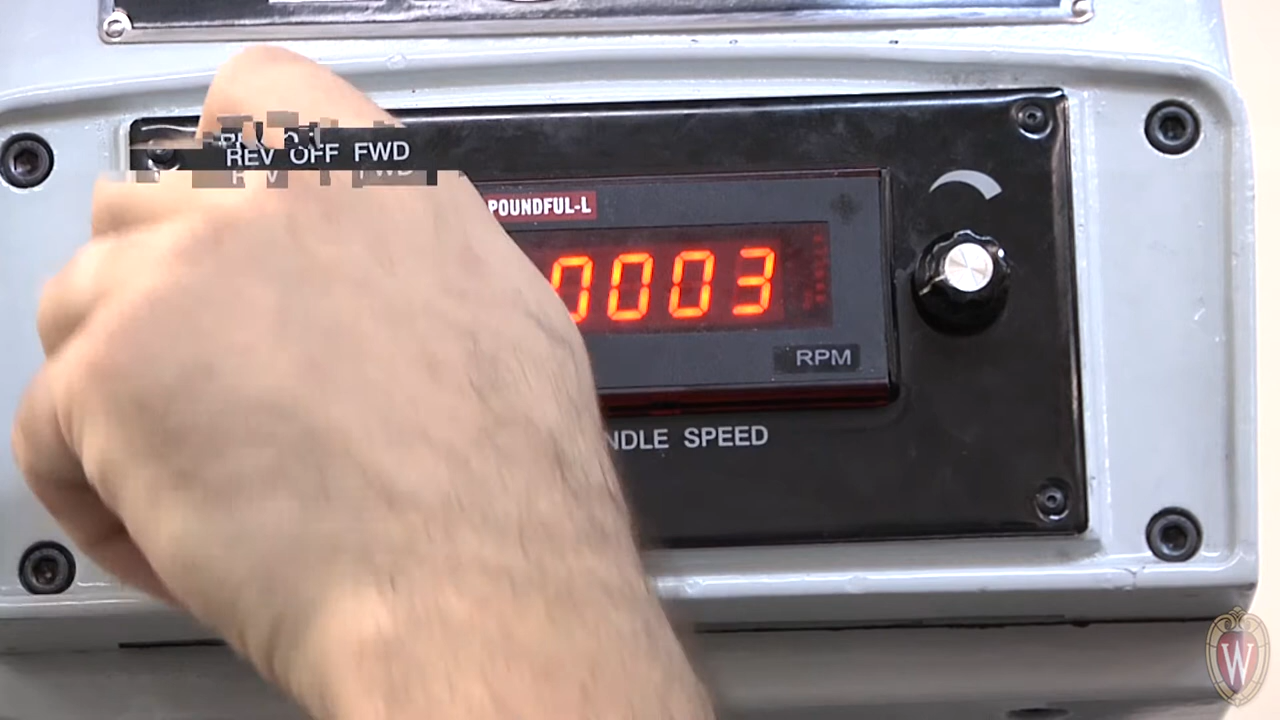 REV OFF FWD
POUNDFUL-L
0003
RPM
NDLE SPEED
W